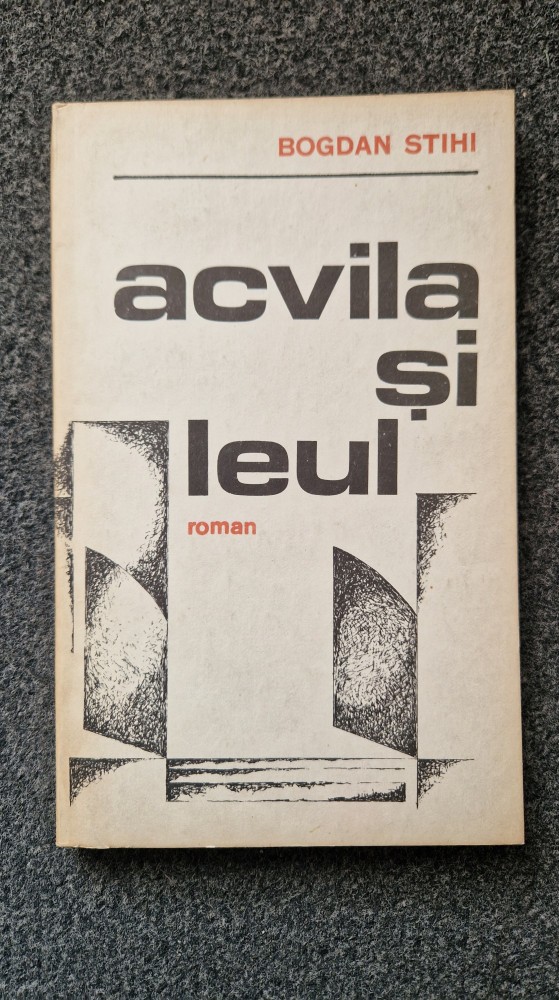 BOGDAN STIHI
acvila
și
leul
roman